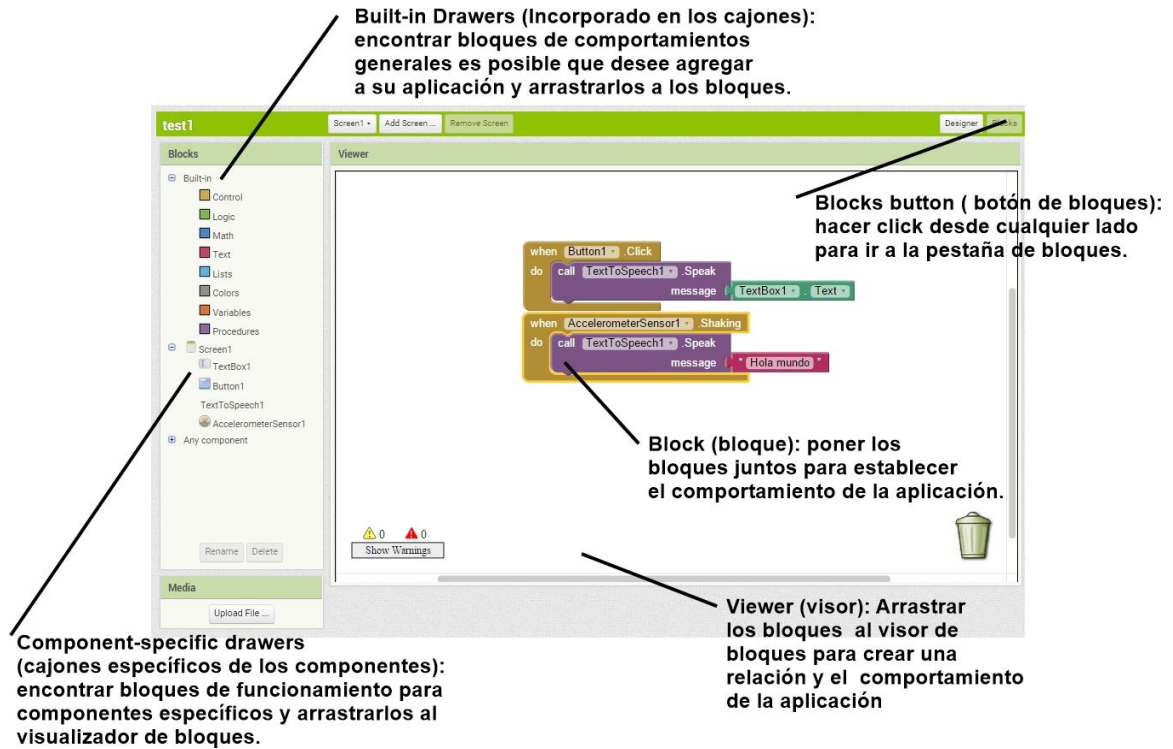 Built-in Drawers (Incorporado en los cajones):
encontrar bloques de comportamientos
generales es posible que desee agregar
a su aplicación y arrastrarlos a los bloques.
test1
Screen1
Add Screen ...
Remove Screen
Designer
Blocks
Blocks
Viewer
Built-in
Control
Logic
Math
Text
Lists
Colors
Variables
Procedures
Screen1
TextBox1
Button1
TextToSpeech1
AccelerometerSensor1
Any component
Rename
Delete
Media
Upload File ...
Blocks button ( botón de bloques):
hacer click desde cualquier lado
para ir a la pestaña de bloques.
when Button1 .Click
do call TextToSpeech1 .Speak
message TextBox1 . Text
when AccelerometerSensor1 .Shaking
do call TextToSpeech1 .Speak
message " Hola mundo "
Block (bloque): poner los
bloques juntos para establecer
el comportamiento de la aplicación.
0 0
Show Warnings
Viewer (visor): Arrastrar
los bloques al visor de
bloques para crear una
relación y el comportamiento
de la aplicación
Component-specific drawers
(cajones específicos de los componentes):
encontrar bloques de funcionamiento para
componentes específicos y arrastrarlos al
visualizador de bloques.